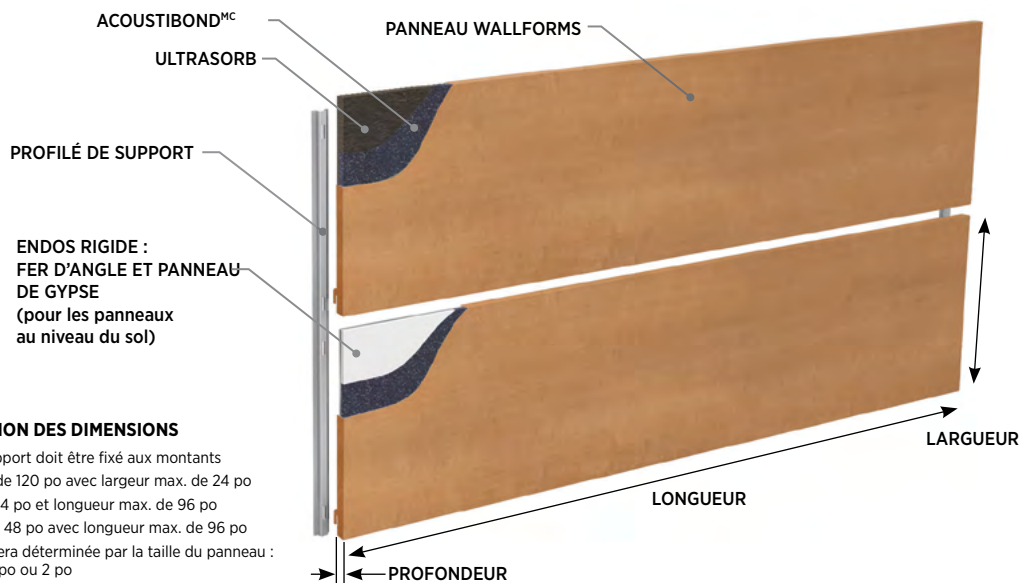 ACOUSTIBONDMC
ULTRASORB
PANNEAU WALLFORMS
PROFILÉ DE SUPPORT
ENDOS RIGIDE :
FER D'ANGLE ET PANNEAU
DE GYPSE
(pour les panneaux
au niveau du sol)
ION DES DIMENSIONS
pport doit être fixé aux montants
de 120 po avec largeur max. de 24 po
4 po et longueur max. de 96 po
48 po avec longueur max. de 96 po
era déterminée par la taille du panneau :
po ou 2 po
LARGUEUR
LONGUEUR
PROFONDEUR